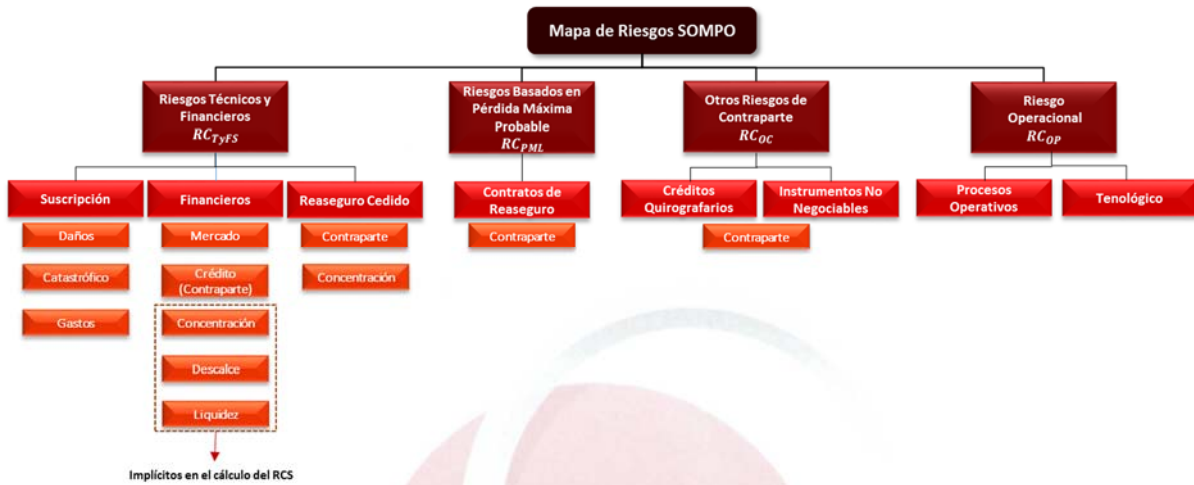 Mapa de Riesgos SOMPO
Riesgos Técnicos y
Financieros
RC_TyFS
Riesgos Basados en
Pérdida Máxima
Probable
RC_PML
Otros Riesgos de
Contraparte
RC_OC
Riesgo
Operacional
RC_OP
Suscripción
Financieros
Reaseguro Cedido
Contratos de
Reaseguro
Créditos
Quirografarios
Instrumentos No
Negociables
Procesos
Operativos
Tenológico
Daños
Mercado
Contraparte
Contraparte
Contraparte
Catastrófico
Crédito
(Contraparte)
Concentración
Gastos
Concentración
Descalce
Liquidez
Implícitos en el cálculo del RCS